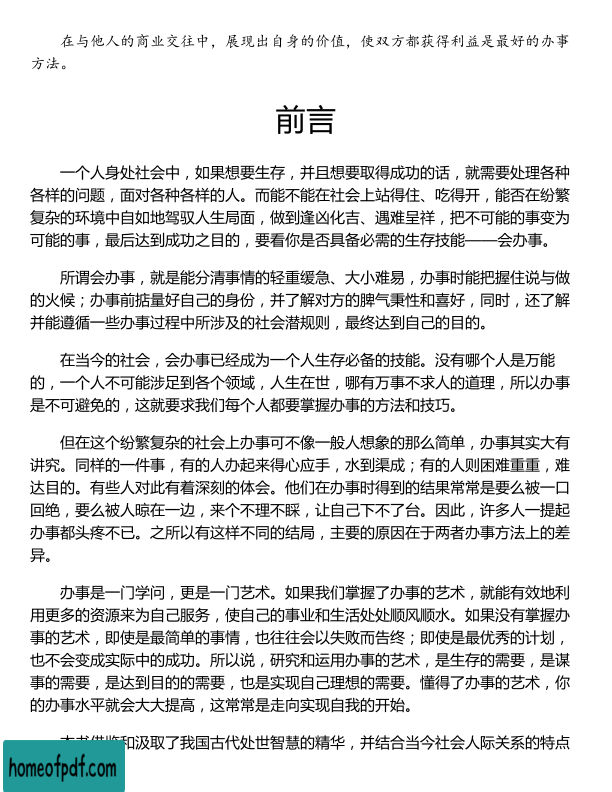 在与他人的商业交往中，展现出自身的价值，使双方都获得利益是最好的办事
方法。
前言
一个人身处社会中，如果想要生存，并且想要取得成功的话，就需要处理各种
各样的问题，面对各种各样的人。而能不能在社会上站得住、吃得开，能否在纷繁
复杂的环境中自如地驾驭人生局面，做到逢凶化吉、遇难呈祥，把不可能的事变为
可能的事，最后达到成功之目的，要看你是否具备必需的生存技能——会办事。
所谓会办事，就是能分清事情的轻重缓急、大小难易，办事时能把握住说与做
的火候；办事前掂量好自己的身份，并了解对方的脾气秉性和喜好，同时，还了解
并能遵循一些办事过程中所涉及的社会潜规则，最终达到自己的目的。
在当今的社会，会办事已经成为一个人生存必备的技能。没有哪个人是万能
的，一个人不可能涉足到各个领域，人生在世，哪有万事不求人的道理，所以办事
是不可避免的，这就要求我们每个人都要掌握办事的方法和技巧。
但在这个纷繁复杂的社会上办事可不像一般人想象的那么简单，办事其实大有
讲究。同样的一件事，有的人办起来得心应手，水到渠成；有的人则困难重重，难
达目的。有些人对此有着深刻的体会。他们在办事时得到的结果常常是要么被一口
回绝，要么被人晾在一边，来个不理不睬，让自己下不了台。因此，许多人一提起
办事都头疼不已。之所以有这样不同的结局，主要的原因在于两者办事方法上的差
异。
办事是一门学问，更是一门艺术。如果我们掌握了办事的艺术，就能有效地利
用更多的资源来为自己服务，使自己的事业和生活处处顺风顺水。如果没有掌握办
事的艺术，即使是最简单的事情，也往往会以失败而告终；即使是最优秀的计划，
也不会变成实际中的成功。所以说，研究和运用办事的艺术，是生存的需要，是谋
事的需要，是达到目的的需要，也是实现自己理想的需要。懂得了办事的艺术，你
的办事水平就会大大提高，这常常是走向实现自我的开始。
和汲取了我国古代处世智慧的精华，并结合当今社会人际关系的特点
homeofpdf.com